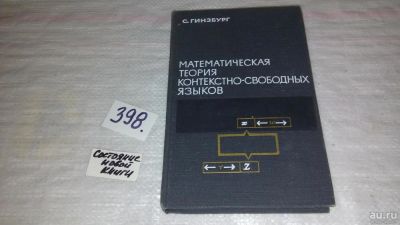 С. ГИНЗБУРГ
МАТЕМАТИЧЕСКАЯ
ТЕОРИЯ
КОНТЕКСТНО-СВОБОДНЫХ
ЯЗЫКОВ
398.
Состояние
новой
книги
z
au.ru